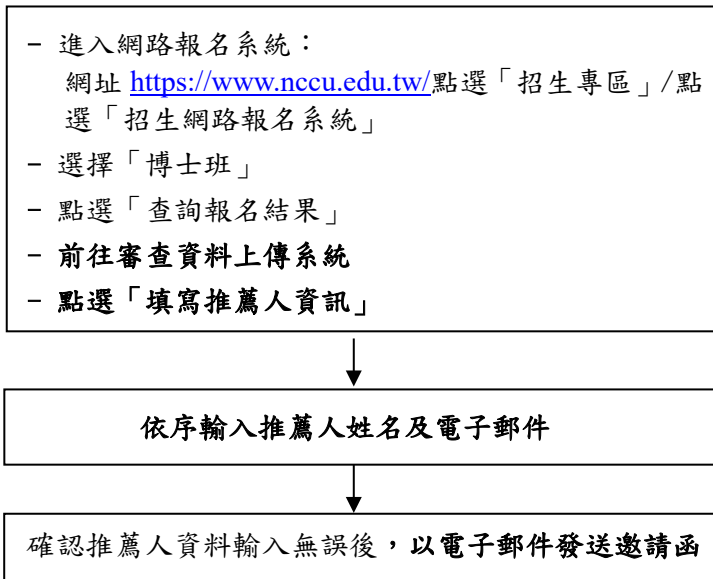 - 進入網路報名系統：
網址 https://www.nccu.edu.tw/點選「招生專區」/點
選「招生網路報名系統」
- 選擇「博士班」
- 點選「查詢報名結果」
- 前往審查資料上傳系統
- 點選「填寫推薦人資訊」
依序輸入推薦人姓名及電子郵件
確認推薦人資料輸入無誤後，以電子郵件發送邀請函